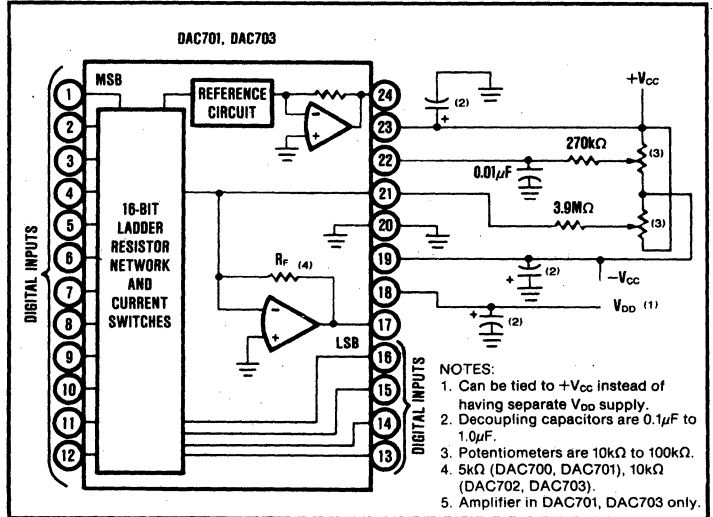 DAC701, DAC703
MSB
REFERENCE
CIRCUIT
16-BIT
LADDER
RESISTOR
NETWORK
AND
CURRENT
SWITCHES
DIGITAL INPUTS
1
2
3
4
5
6
7
8
9
10
11
12
RF (4)
−
+
−
+
LSB
24
23
22
21
20
19
18
17
16
15
14
13
DIGITAL INPUTS
+VCC
(2)
+
270kΩ
(3)
0.01µF
3.9MΩ
(3)
+
(2)
−VCC
VDD (1)
+
(2)
NOTES:
1. Can be tied to +VCC instead of
having separate VDD supply.
2. Decoupling capacitors are 0.1µF to
1.0µF.
3. Potentiometers are 10kΩ to 100kΩ.
4. 5kΩ (DAC700, DAC701), 10kΩ
(DAC702, DAC703).
5. Amplifier in DAC701, DAC703 only.